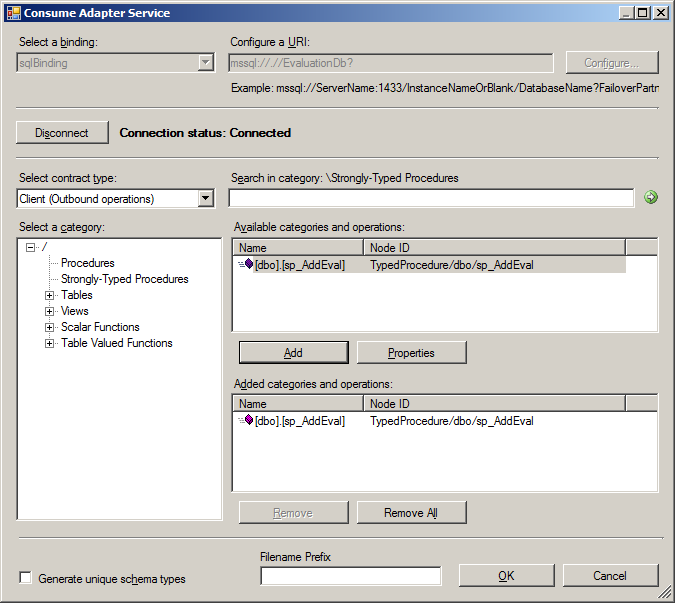 Consume Adapter Service
Select a binding:
Configure a URI:
sqlBinding
mssql://.//EvaluationDb?
Configure...
Example: mssql://ServerName:1433/InstanceNameOrBlank/DatabaseName?FailoverPartn
Disconnect
Connection status: Connected
Select contract type:
Search in category: \Strongly-Typed Procedures
Client (Outbound operations)
Select a category:
Available categories and operations:
/
Procedures
Strongly-Typed Procedures
Tables
Views
Scalar Functions
Table Valued Functions
Name Node ID
[dbo].[sp_AddEval] TypedProcedure/dbo/sp_AddEval
Add
Properties
Added categories and operations:
Name Node ID
[dbo].[sp_AddEval] TypedProcedure/dbo/sp_AddEval
Remove
Remove All
Generate unique schema types
Filename Prefix
OK
Cancel